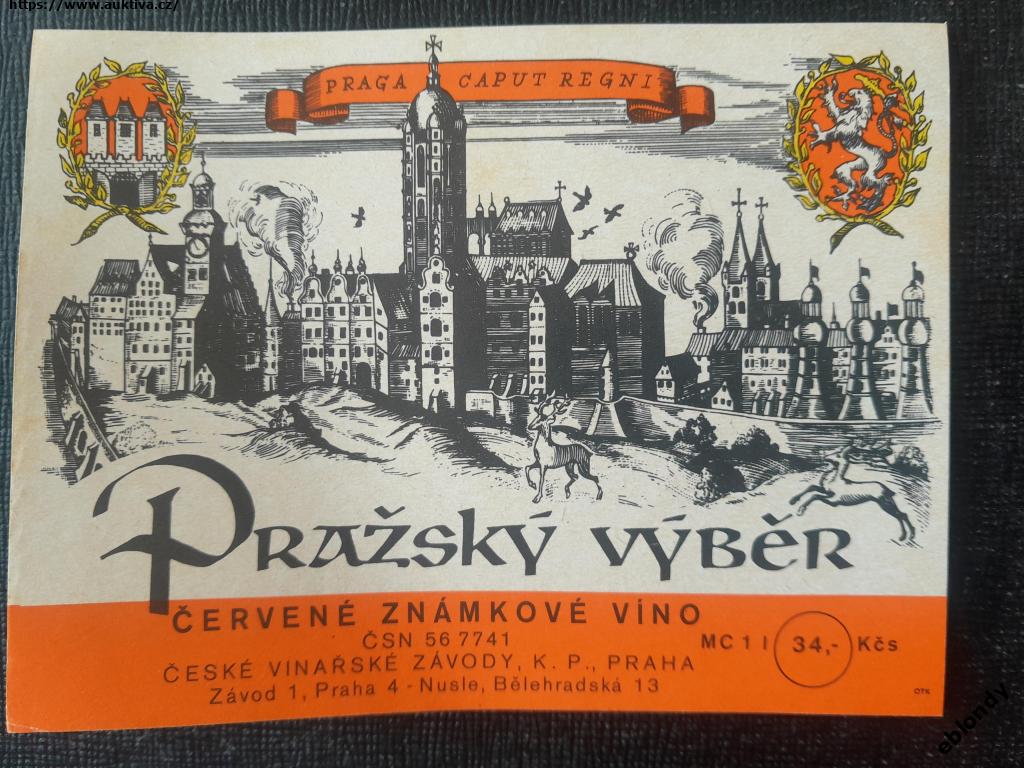 https://www.auktiva.cz/
PRAGA CAPUT REGNI
PRAŽSKÝ VÝBĚR
ČERVENÉ ZNÁMKOVÉ VÍNO
ČSN 56 7741
MC 1 l 34,- Kčs
ČESKÉ VINAŘSKÉ ZÁVODY, K. P., PRAHA
Závod 1, Praha 4 - Nusle, Bělehradská 13
OTK
eblondy